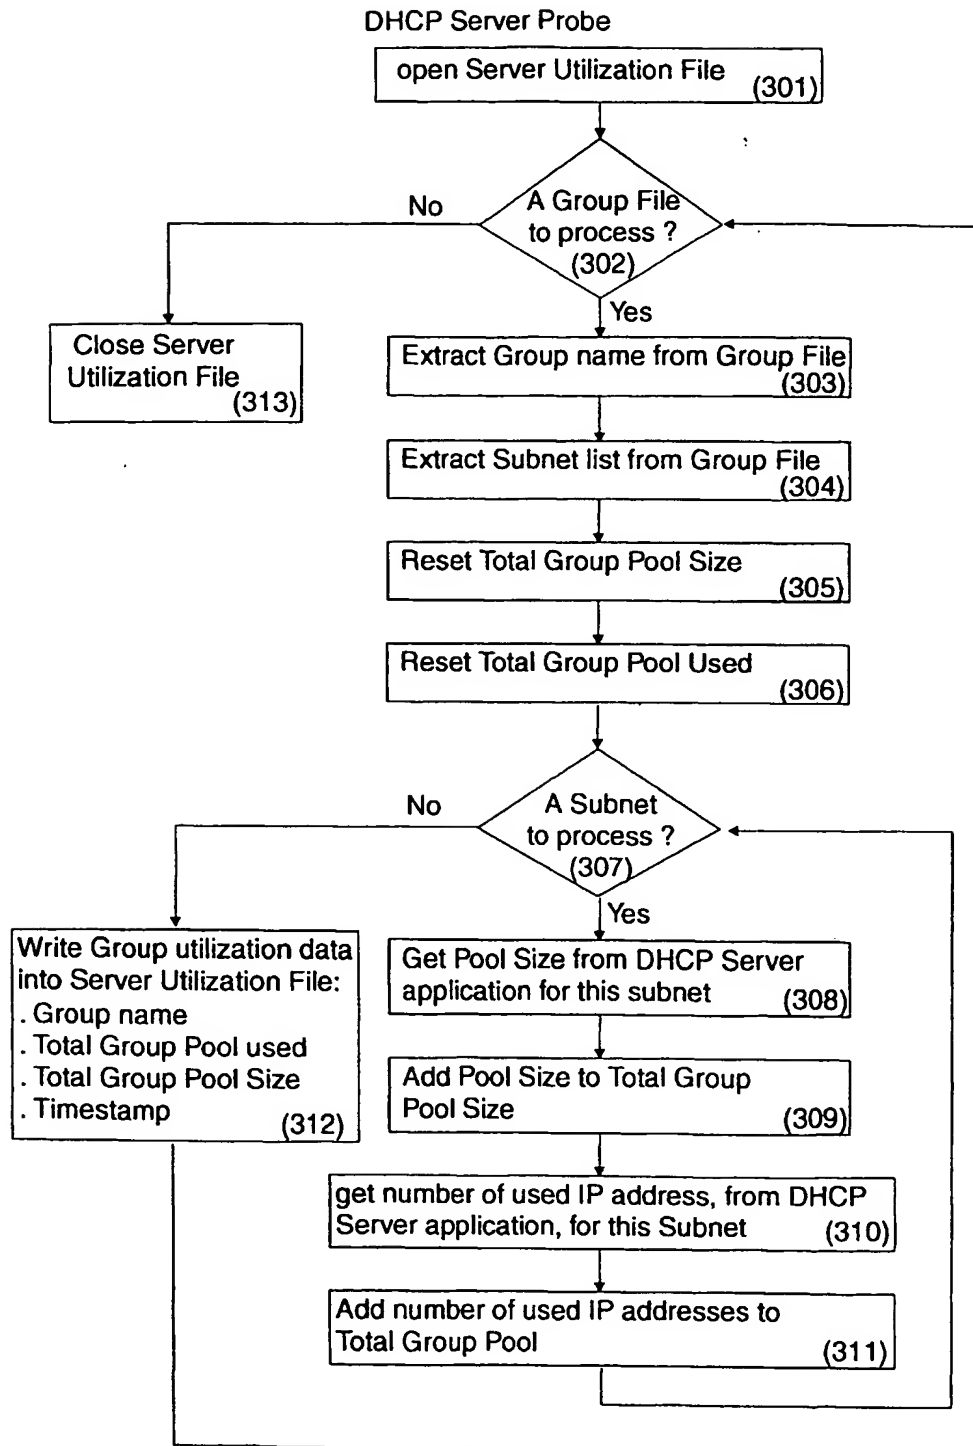 DHCP Server Probe
open Server Utilization File
(301)
A Group File
to process ?
(302)
No
Yes
Close Server
Utilization File
(313)
Extract Group name from Group File
(303)
Extract Subnet list from Group File
(304)
Reset Total Group Pool Size
(305)
Reset Total Group Pool Used
(306)
A Subnet
to process ?
(307)
No
Yes
Write Group utilization data
into Server Utilization File:
. Group name
. Total Group Pool used
. Total Group Pool Size
. Timestamp
(312)
Get Pool Size from DHCP Server
application for this subnet
(308)
Add Pool Size to Total Group
Pool Size
(309)
get number of used IP address, from DHCP
Server application, for this Subnet
(310)
Add number of used IP addresses to
Total Group Pool
(311)